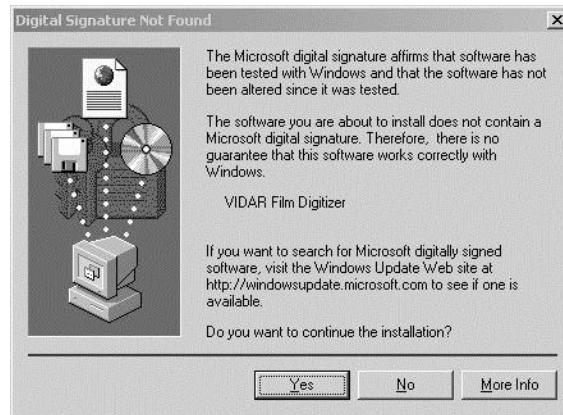 Digital Signature Not Found
The Microsoft digital signature affirms that software has
been tested with Windows and that the software has not
been altered since it was tested.
The software you are about to install does not contain a
Microsoft digital signature. Therefore, there is no
guarantee that this software works correctly with
Windows.
VIDAR Film Digitizer
If you want to search for Microsoft digitally signed
software, visit the Windows Update Web site at
http://windowsupdate.microsoft.com to see if one is
available.
Do you want to continue the installation?
Yes No More Info